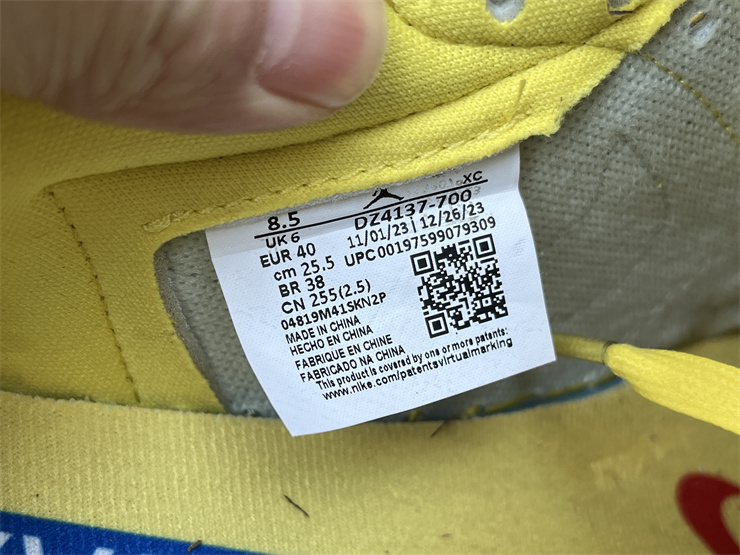 XC
8.5 DZ4137-700
UK 6 11/01/23 | 12/26/23
EUR 40 UPC00197599079309
cm 25.5
BR 38
CN 255(2.5)
04819M41SKN2P
MADE IN CHINA
HECHO EN CHINA
FABRIQUE EN CHINE
FABRICADO NA CHINA
This product is covered by one or more patents:
www.nike.com/patentsvirtualmarking